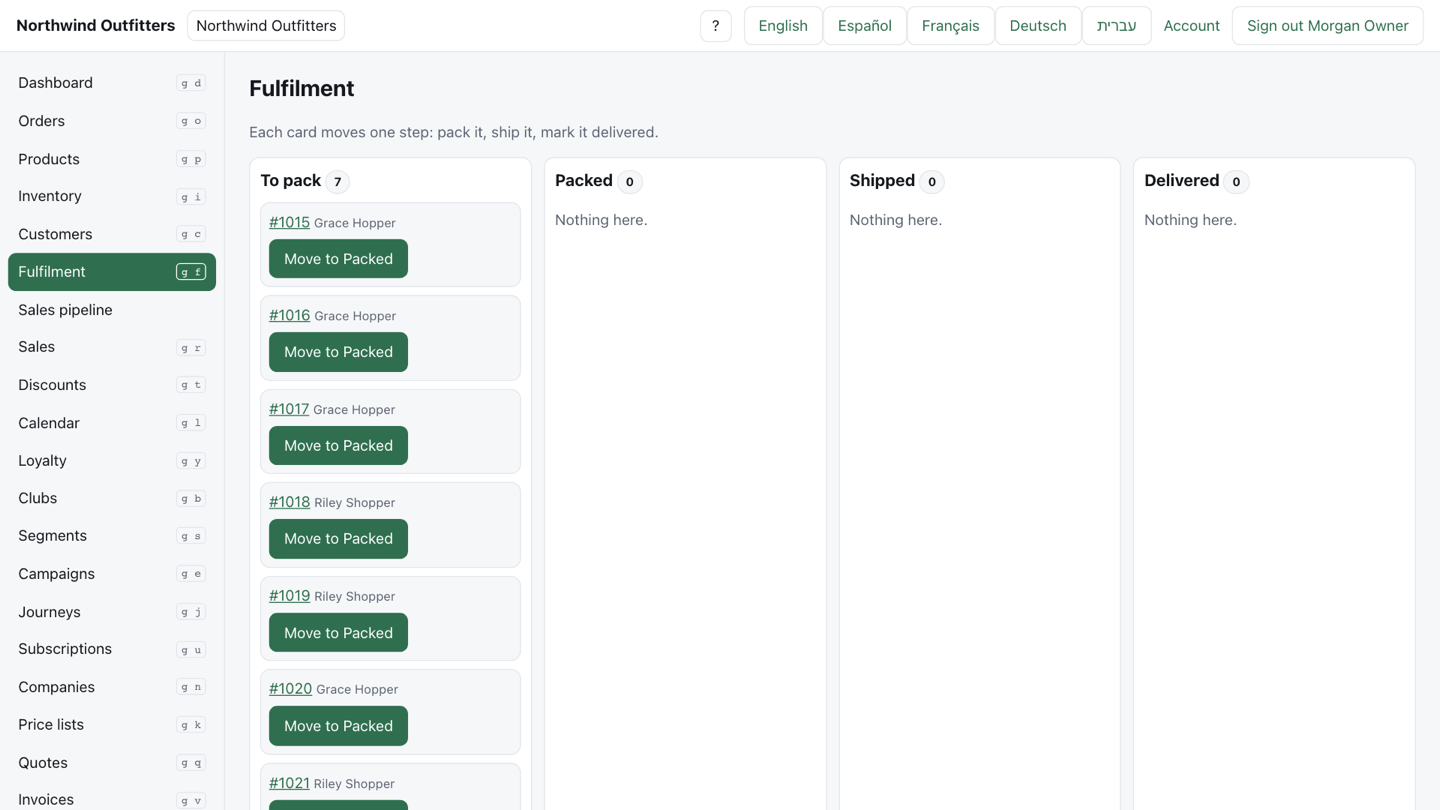 Northwind Outfitters
Northwind Outfitters
?
English
Español
Français
Deutsch
עברית
Account
Sign out Morgan Owner
Dashboard g d
Orders g o
Products g p
Inventory g i
Customers g c
Fulfilment g f
Sales pipeline
Sales g r
Discounts g t
Calendar g l
Loyalty g y
Clubs g b
Segments g s
Campaigns g e
Journeys g j
Subscriptions g u
Companies g n
Price lists g k
Quotes g q
Invoices g v
Fulfilment
Each card moves one step: pack it, ship it, mark it delivered.
To pack 7
#1015 Grace Hopper
Move to Packed
#1016 Grace Hopper
Move to Packed
#1017 Grace Hopper
Move to Packed
#1018 Riley Shopper
Move to Packed
#1019 Riley Shopper
Move to Packed
#1020 Grace Hopper
Move to Packed
#1021 Riley Shopper
Packed 0
Nothing here.
Shipped 0
Nothing here.
Delivered 0
Nothing here.